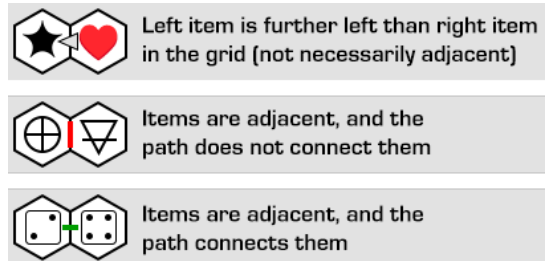 Left item is further left than right item
in the grid (not necessarily adjacent)
Items are adjacent, and the
path does not connect them
Items are adjacent, and the
path connects them